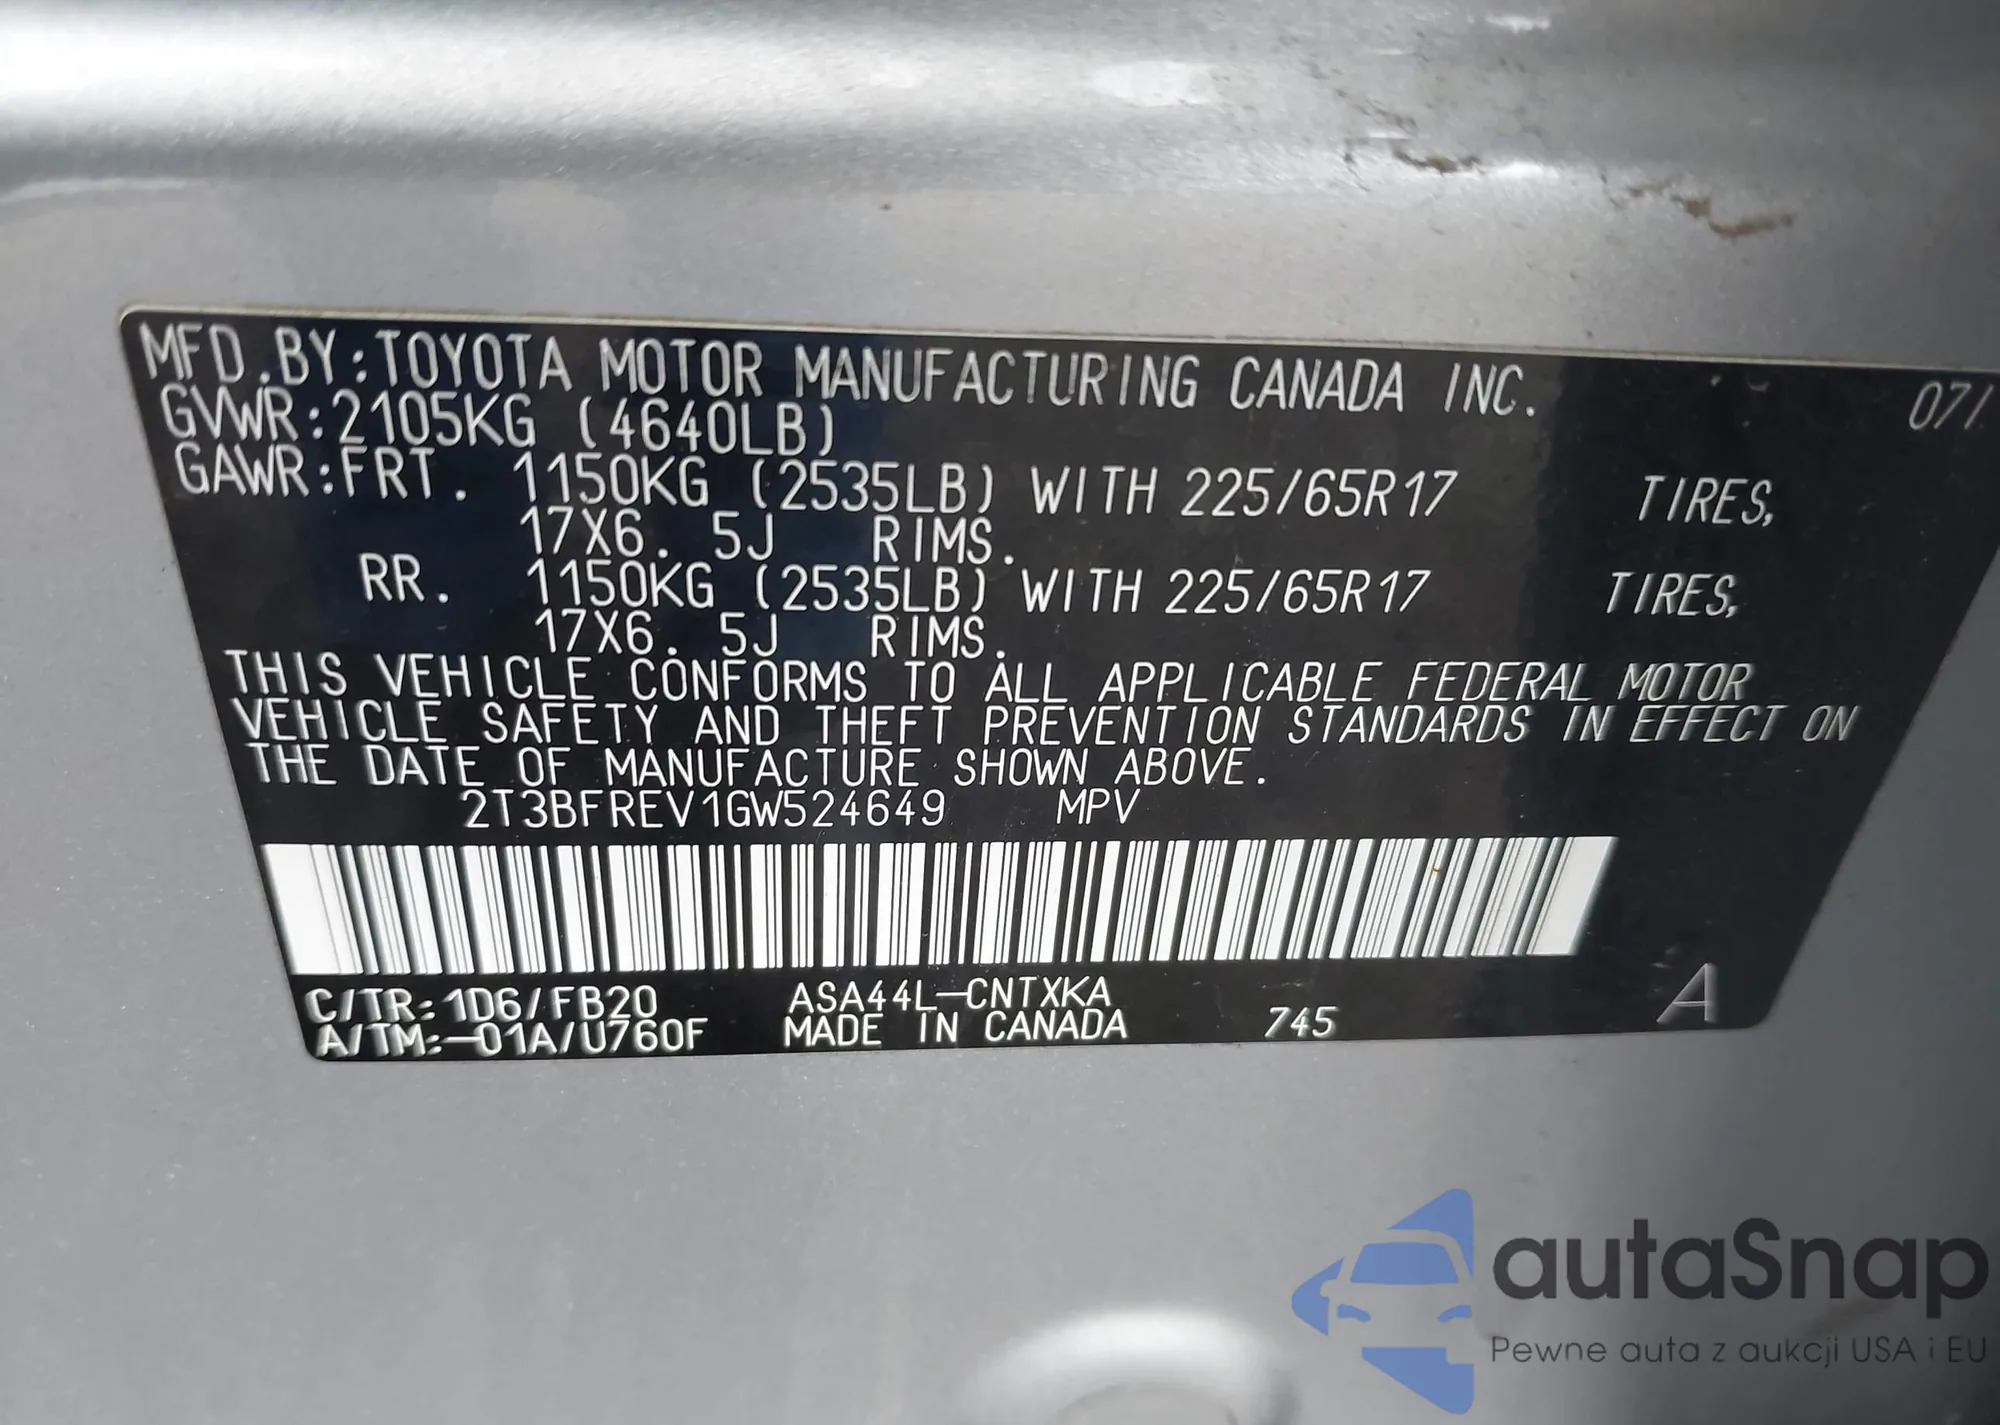 MFD.BY:TOYOTA MOTOR MANUFACTURING CANADA INC. 07/
GVWR:2105KG (4640LB)
GAWR:FRT. 1150KG (2535LB) WITH 225/65R17 TIRES,
17X6.5J RIMS.
RR. 1150KG (2535LB) WITH 225/65R17 TIRES,
17X6.5J RIMS.
THIS VEHICLE CONFORMS TO ALL APPLICABLE FEDERAL MOTOR
VEHICLE SAFETY AND THEFT PREVENTION STANDARDS IN EFFECT ON
THE DATE OF MANUFACTURE SHOWN ABOVE.
2T3BFREV1GW524649 MPV
C/TR:1D6/FB20 ASA44L-CNTXKA
A/TM:-01A/U760F MADE IN CANADA 745 A
autaSnap
Pewne auta z aukcji USA i EU